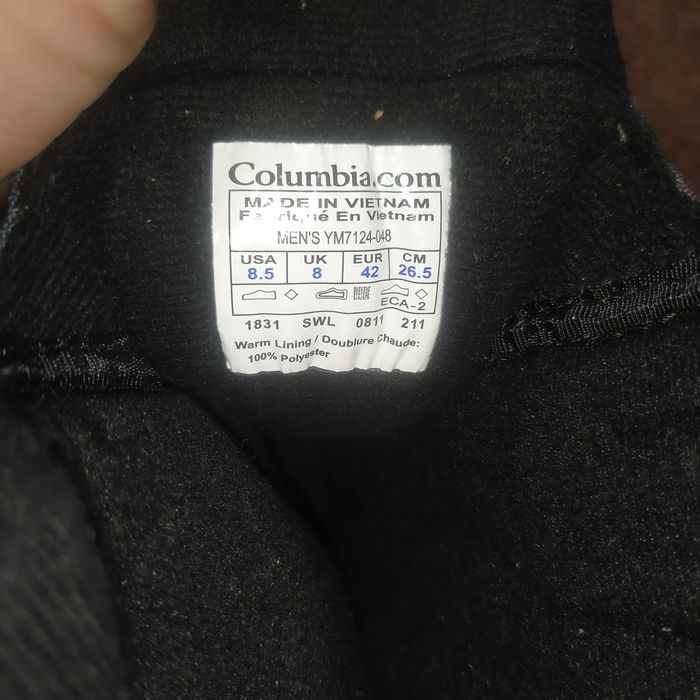 Columbia.com
MADE IN VIETNAM
Fabriqué En Vietnam
MEN'S YM7124-048
USA UK EUR CM
8.5 8 42 26.5
ECA-2
1831 SWL 0811 211
Warm Lining / Doublure Chaude:
100% Polyester